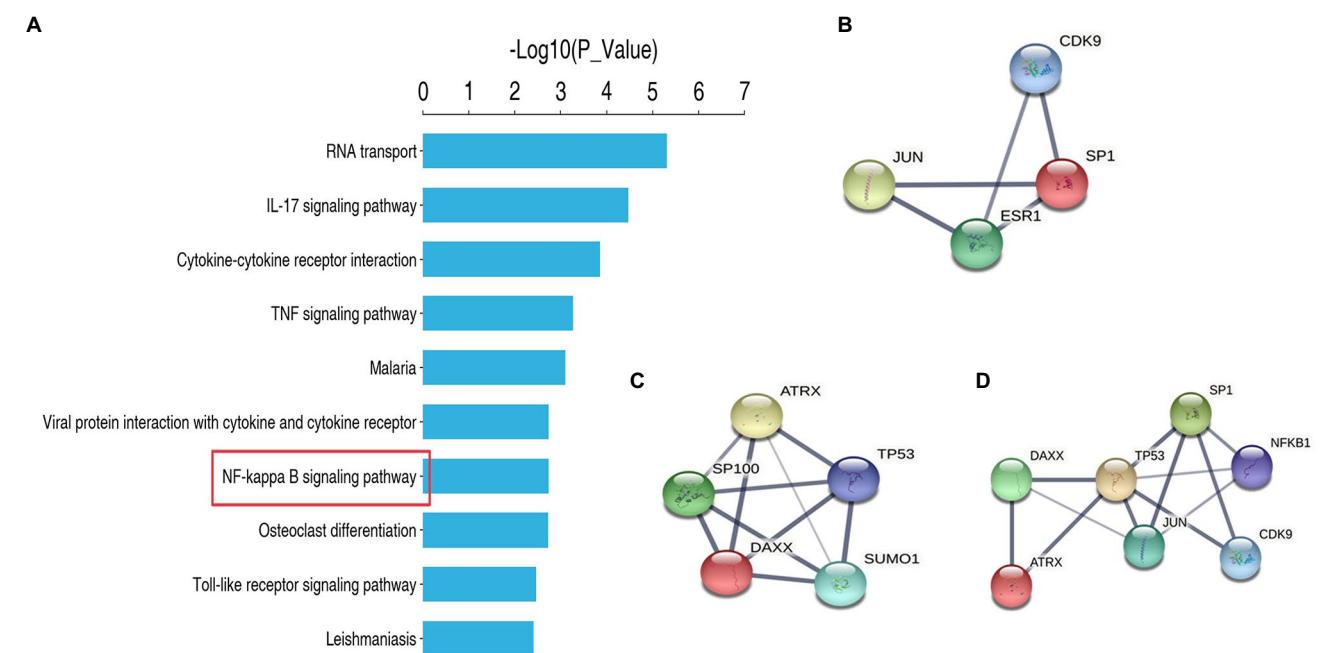 A
-Log10(P_Value)
0 1 2 3 4 5 6 7
RNA transport
IL-17 signaling pathway
Cytokine-cytokine receptor interaction
TNF signaling pathway
Malaria
Viral protein interaction with cytokine and cytokine receptor
NF-kappa B signaling pathway
Osteoclast differentiation
Toll-like receptor signaling pathway
Leishmaniasis
B
CDK9
JUN
SP1
ESR1
C
ATRX
TP53
SP100
DAXX
SUMO1
D
SP1
NFKB1
DAXX
TP53
JUN
CDK9
ATRX